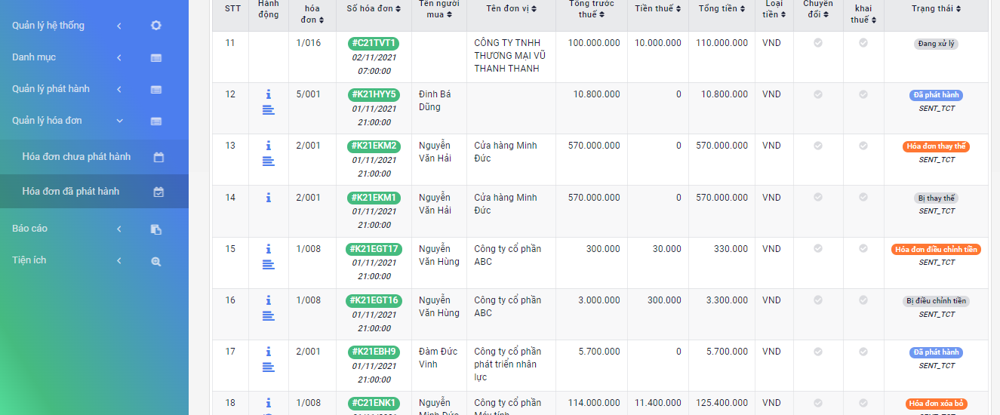 Quản lý hệ thống
Danh mục
Quản lý phát hành
Quản lý hóa đơn
Hóa đơn chưa phát hành
Hóa đơn đã phát hành
Báo cáo
Tiện ích
STT Hành động hóa đơn Số hóa đơn Tên người mua Tên đơn vị Tổng trước thuế Tiền thuế Tổng tiền Loại tiền Chuyển đổi khai thuế Trạng thái
11 1/016 #C21TVT1 CÔNG TY TNHH 100.000.000 10.000.000 110.000.000 VND Đang xử lý
02/11/2021 THƯƠNG MẠI VŨ
07:00:00 THANH THANH
12 5/001 #K21HYY5 Đinh Bá 10.800.000 0 10.800.000 VND Đã phát hành
01/11/2021 Dũng SENT_TCT
21:00:00
13 2/001 #K21EKM2 Nguyễn Cửa hàng Minh 570.000.000 0 570.000.000 VND Hóa đơn thay thế
01/11/2021 Văn Hải Đức SENT_TCT
21:00:00
14 2/001 #K21EKM1 Nguyễn Cửa hàng Minh 570.000.000 0 570.000.000 VND Bị thay thế
01/11/2021 Văn Hải Đức SENT_TCT
21:00:00
15 1/008 #K21EGT17 Nguyễn Công ty cổ phần 300.000 30.000 330.000 VND Hóa đơn điều chỉnh tiền
01/11/2021 Văn Hùng ABC SENT_TCT
21:00:00
16 1/008 #K21EGT16 Nguyễn Công ty cổ phần 3.000.000 300.000 3.300.000 VND Bị điều chỉnh tiền
01/11/2021 Văn Hùng ABC SENT_TCT
21:00:00
17 2/001 #K21EBH9 Đàm Đức Công ty cổ phần 5.700.000 0 5.700.000 VND Đã phát hành
01/11/2021 Vinh phát triển nhân SENT_TCT
21:00:00 lực
18 1/008 #C21ENK1 Nguyễn Công ty cổ phần 114.000.000 11.400.000 125.400.000 VND Hóa đơn xóa bỏ
Minh Đức Máy tính